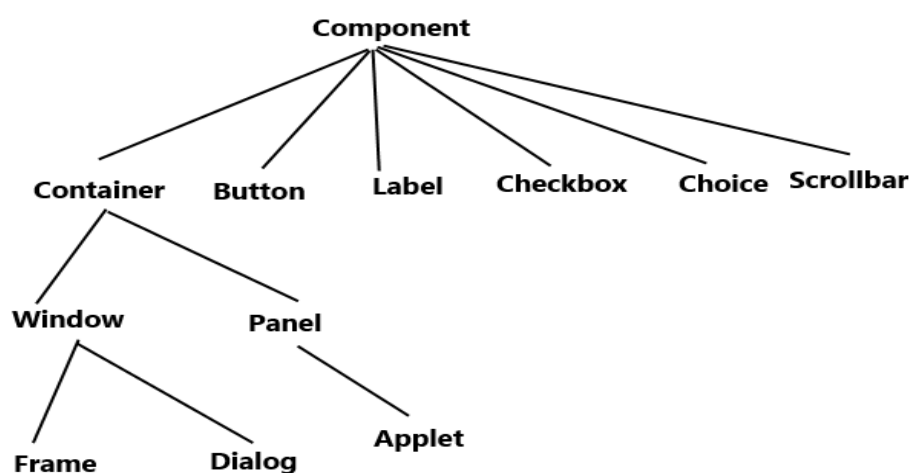 Component
Container Button Label Checkbox Choice Scrollbar
Window Panel
Frame Dialog Applet